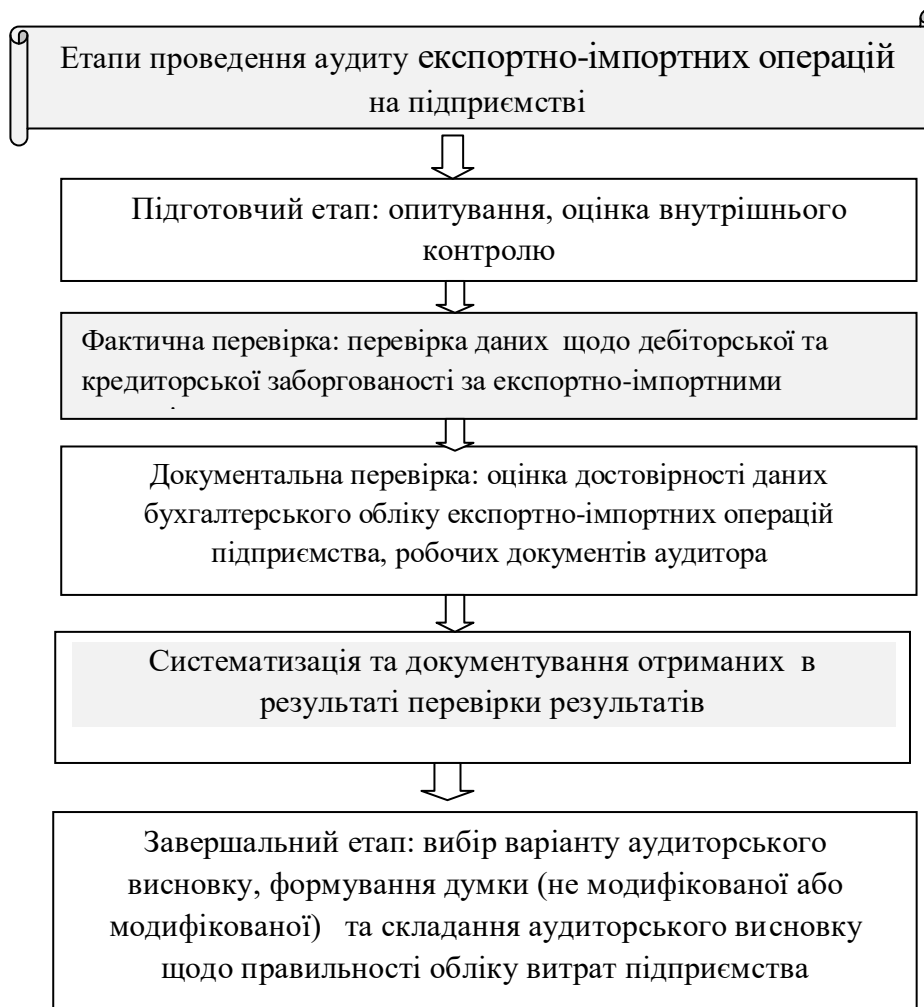 Етапи проведення аудиту експортно-імпортних операцій
на підприємстві
Підготовчий етап: опитування, оцінка внутрішнього
контролю
Фактична перевірка: перевірка даних щодо дебіторської та
кредиторської заборгованості за експортно-імпортними
Документальна перевірка: оцінка достовірності даних
бухгалтерського обліку експортно-імпортних операцій
підприємства, робочих документів аудитора
Систематизація та документування отриманих в
результаті перевірки результатів
Завершальний етап: вибір варіанту аудиторського
висновку, формування думки (не модифікованої або
модифікованої) та складання аудиторського висновку
щодо правильності обліку витрат підприємства